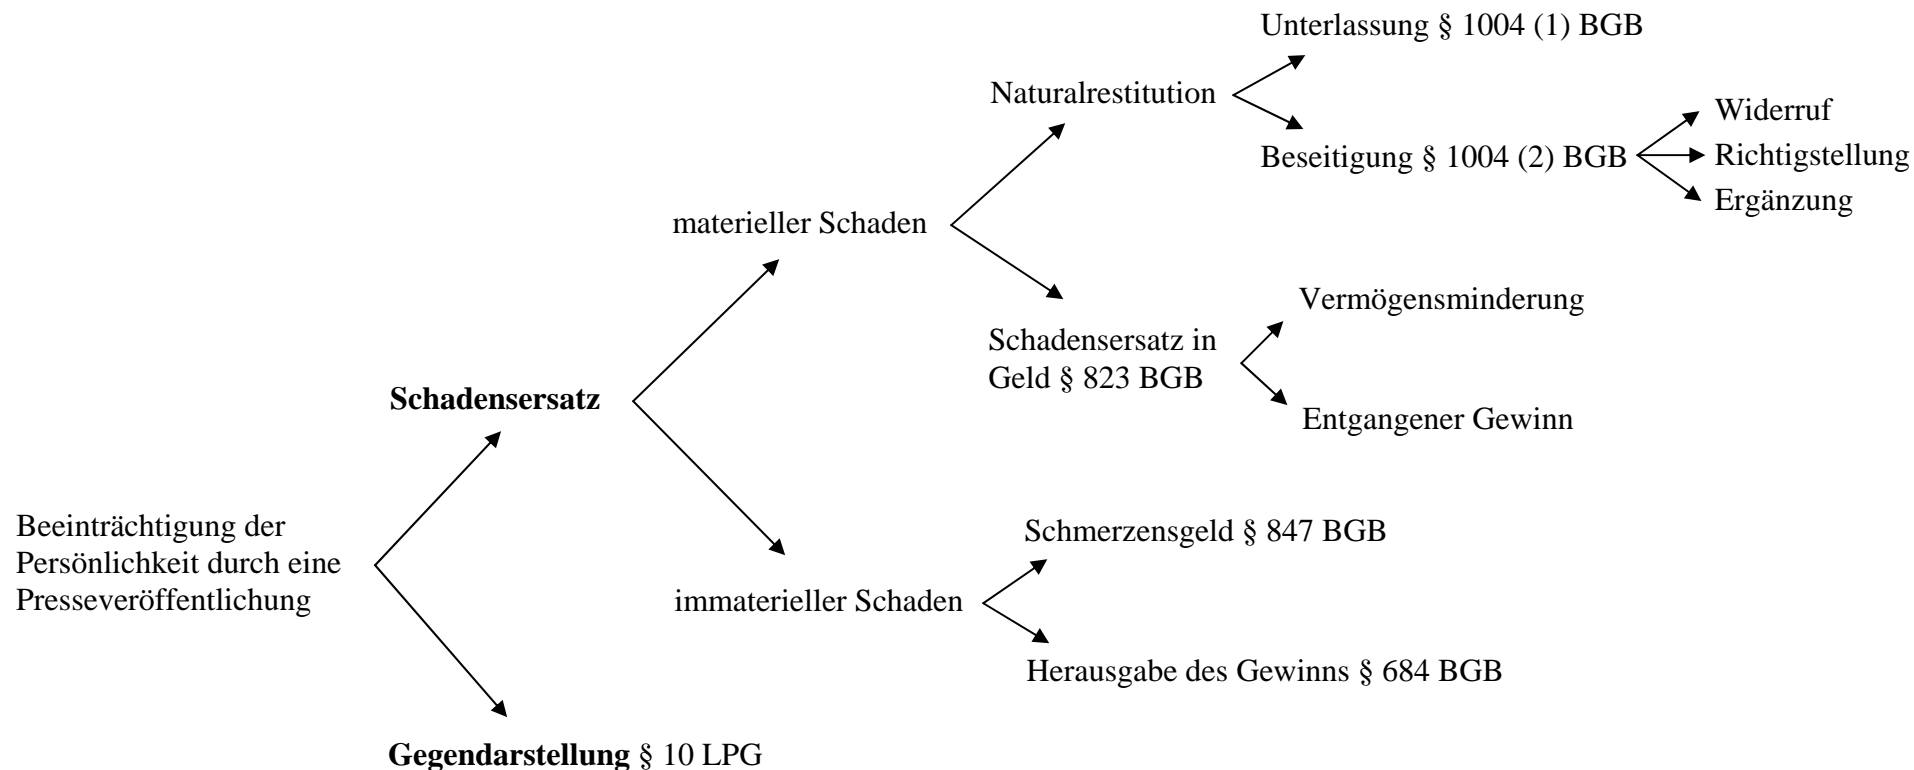 Unterlassung § 1004 (1) BGB
Naturalrestitution
Widerruf
Beseitigung § 1004 (2) BGB
Richtigstellung
Ergänzung
materieller Schaden
Vermögensminderung
Schadensersatz in
Geld § 823 BGB
Schadensersatz
Entgangener Gewinn
Beeinträchtigung der
Persönlichkeit durch eine
Presseveröffentlichung
Schmerzensgeld § 847 BGB
immaterieller Schaden
Herausgabe des Gewinns § 684 BGB
Gegendarstellung § 10 LPG